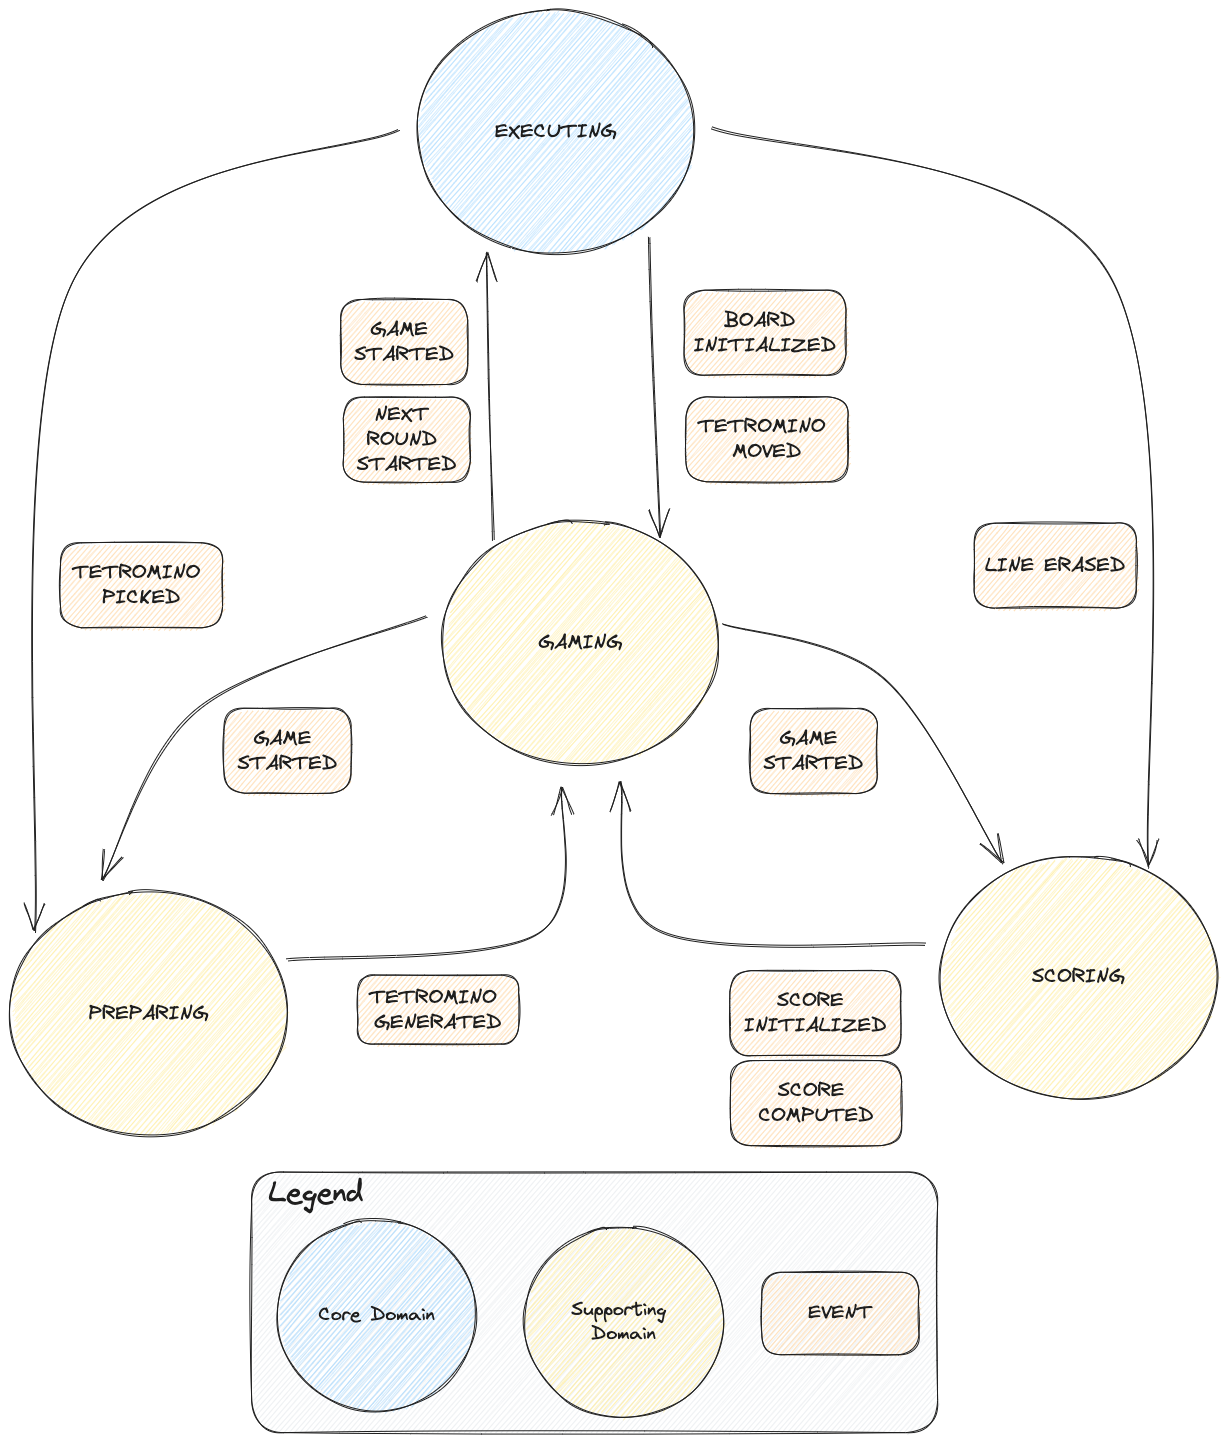 EXECUTING
GAME
STARTED
NEXT
ROUND
STARTED
BOARD
INITIALIZED
TETROMINO
MOVED
TETROMINO
PICKED
LINE ERASED
GAMING
GAME
STARTED
GAME
STARTED
PREPARING
TETROMINO
GENERATED
SCORE
INITIALIZED
SCORE
COMPUTED
SCORING
Legend
Core Domain
Supporting
Domain
EVENT